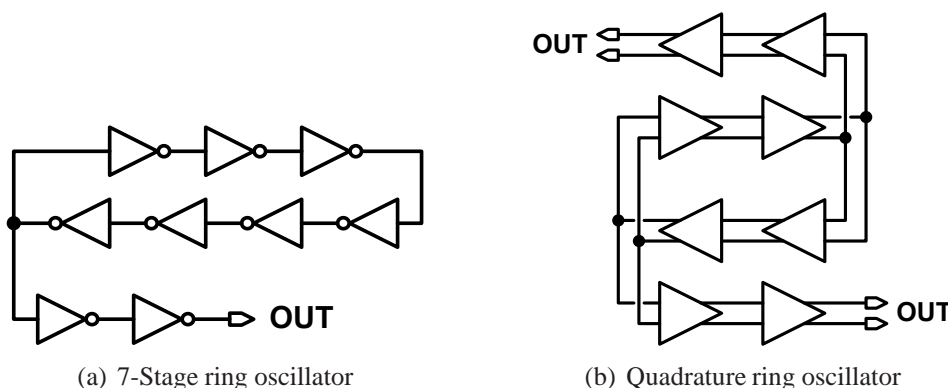 OUT
OUT
OUT
(a) 7-Stage ring oscillator
(b) Quadrature ring oscillator